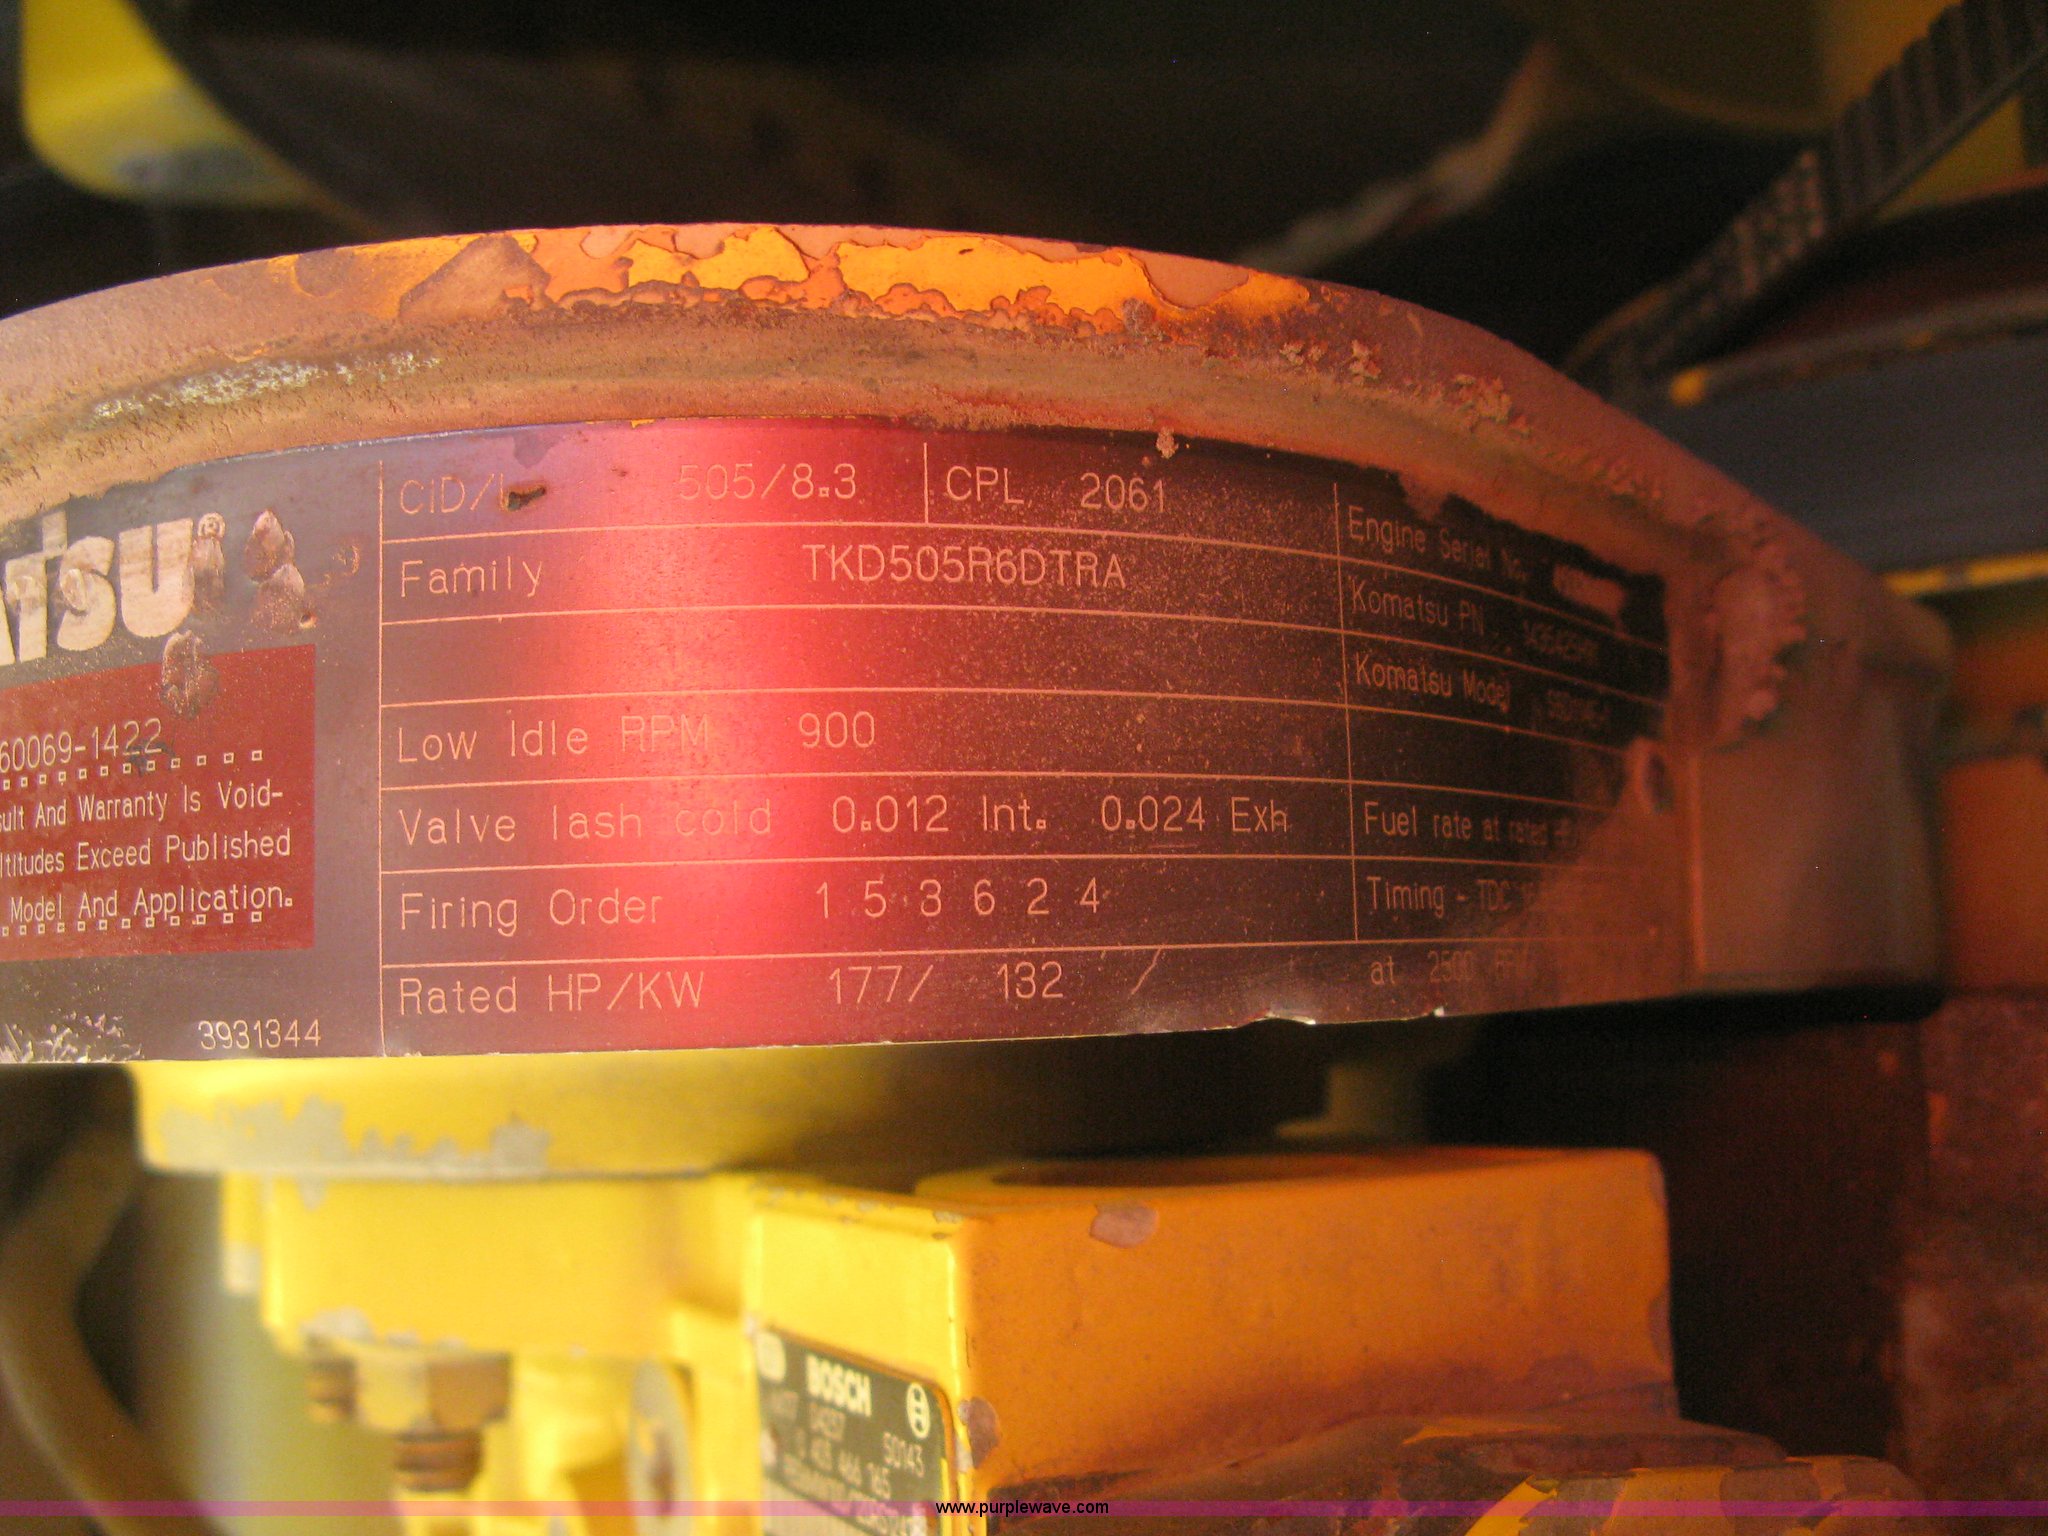 ATSU®
60069-1422
sult And Warranty Is Void-
ltitudes Exceed Published
Model And Application.
3931344
CID/L 505/8.3 CPL 2061
Family TKD505R6DTRA
Low Idle RPM 900
Valve lash cold 0.012 Int. 0.024 Exh
Firing Order 1 5 3 6 2 4
Rated HP/KW 177/ 132 / at 2500 RPM
Engine Serial No.
Komatsu PN
Komatsu Model
Fuel rate at rated
Timing - TDC
BOSCH
50143
www.purplewave.com